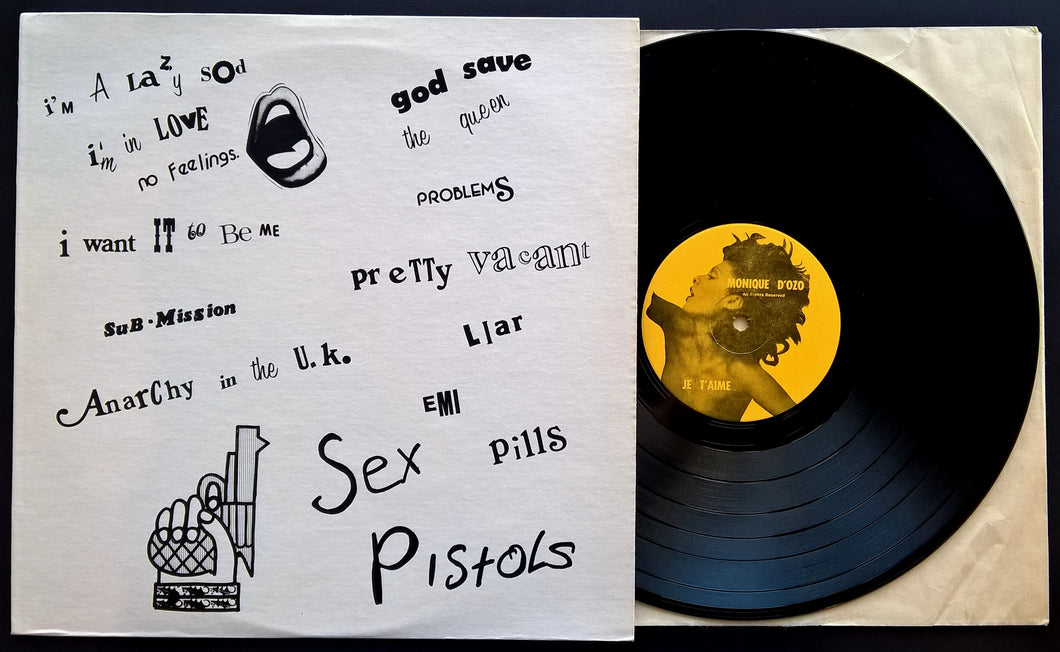 i'M A LaZy SOd
i'm in LOVE
no Feelings.
i want IT to Be ME
SuB·Mission
AnarChy in the U.k.
god save
the queen
PROBLEMS
prETTy vacant
LIar
EMI
pills
Sex
PIStOLS
MONIQUE D'OZO
All Rights Reserved
JE T'AIME